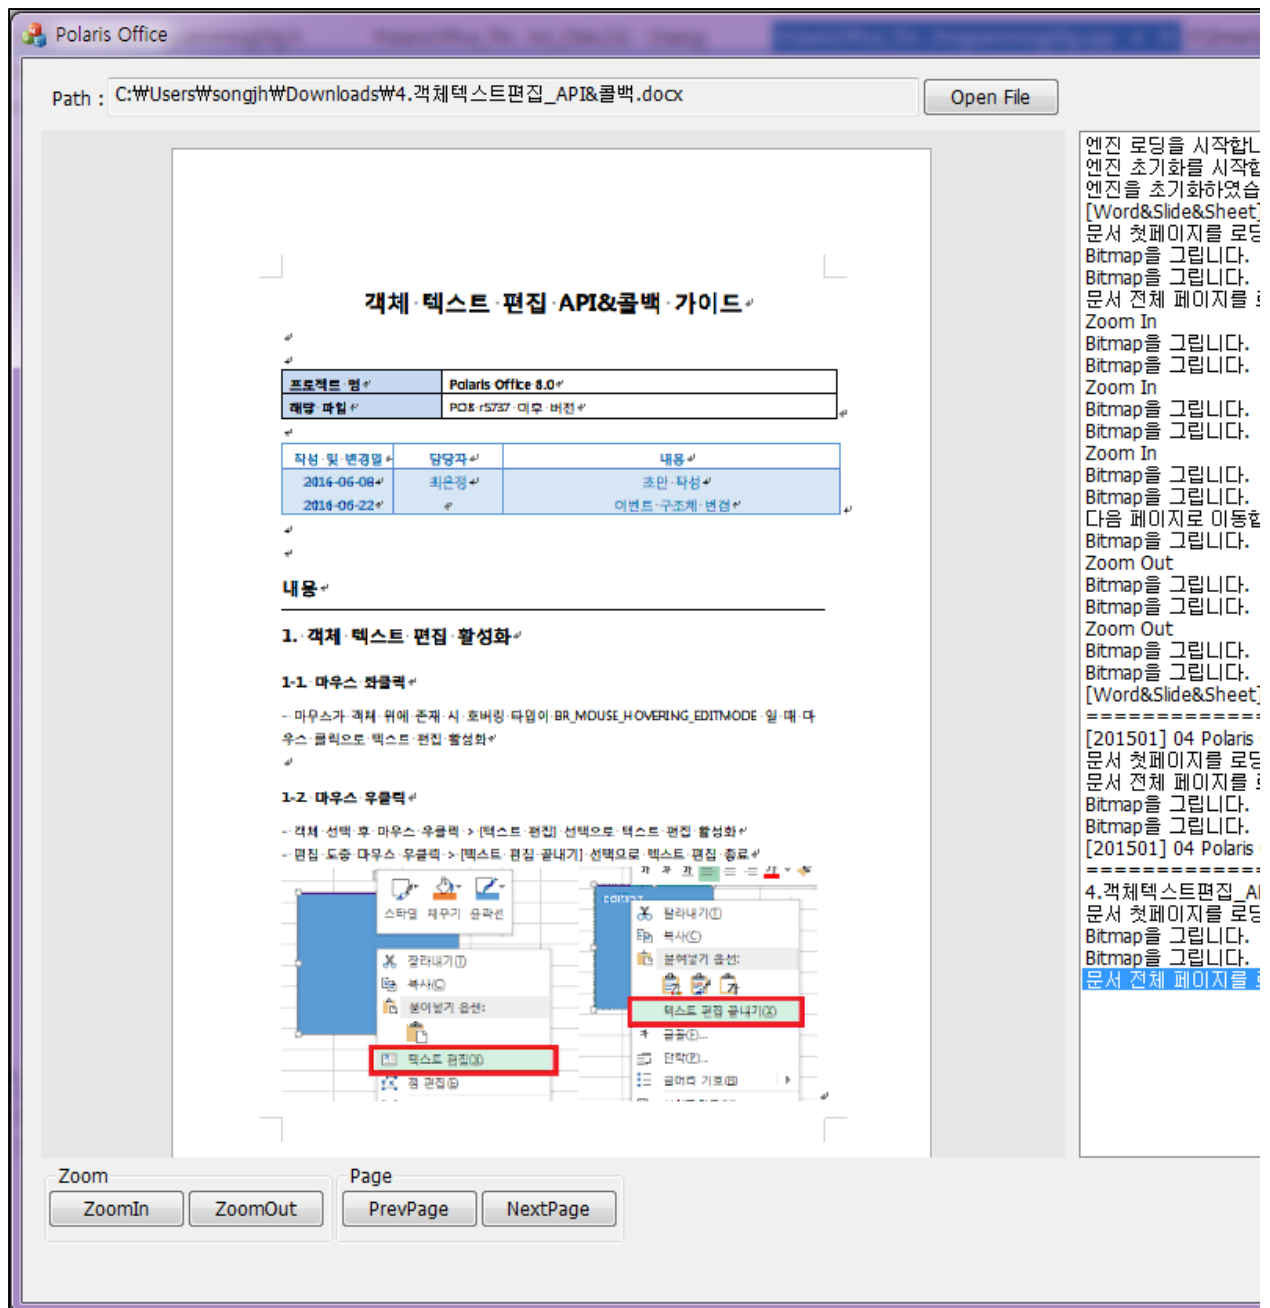 Polaris Office
Path : C:₩Users₩songjh₩Downloads₩4.객체텍스트편집_API&콜백.docx
Open File
객체 텍스트 편집 API&콜백 가이드
프로젝트 명 Polaris Office 8.0
해당 파일 PO8 r5737 이후 버전
작성 및 변경일 담당자 내용
2016-06-08 최은정 초안 작성
2016-06-22 이벤트 구조체 변경
내용
1. 객체 텍스트 편집 활성화
1-1. 마우스 좌클릭
- 마우스가 객체 위에 존재 시 호버링 타입이 BR_MOUSE_HOVERING_EDITMODE 일 때 마
우스 클릭으로 텍스트 편집 활성화
1-2. 마우스 우클릭
- 객체 선택 후 마우스 우클릭 > [텍스트 편집] 선택으로 텍스트 편집 활성화
- 편집 도중 마우스 우클릭 > [텍스트 편집 끝내기] 선택으로 텍스트 편집 종료
스타일 채우기 윤곽선
잘라내기(T)
복사(C)
붙여넣기 옵션:
텍스트 편집(X)
점 편집(E)
가 가 가 가
잘라내기(T)
복사(C)
붙여넣기 옵션:
텍스트 편집 끝내기(X)
글꼴(F)...
단락(P)...
글머리 기호(B)
엔진 로딩을 시작합니
엔진 초기화를 시작합
엔진을 초기화하였습
[Word&Slide&Sheet]
문서 첫페이지를 로딩
Bitmap을 그립니다.
Bitmap을 그립니다.
문서 전체 페이지를
Zoom In
Bitmap을 그립니다.
Bitmap을 그립니다.
Zoom In
Bitmap을 그립니다.
Bitmap을 그립니다.
Zoom In
Bitmap을 그립니다.
Bitmap을 그립니다.
다음 페이지로 이동합
Bitmap을 그립니다.
Zoom Out
Bitmap을 그립니다.
Bitmap을 그립니다.
Zoom Out
Bitmap을 그립니다.
Bitmap을 그립니다.
[Word&Slide&Sheet]
=============
[201501] 04 Polaris
문서 첫페이지를 로딩
문서 전체 페이지를
Bitmap을 그립니다.
Bitmap을 그립니다.
[201501] 04 Polaris
=============
4.객체텍스트편집_AI
문서 첫페이지를 로딩
Bitmap을 그립니다.
Bitmap을 그립니다.
문서 전체 페이지를
Zoom
ZoomIn ZoomOut
Page
PrevPage NextPage